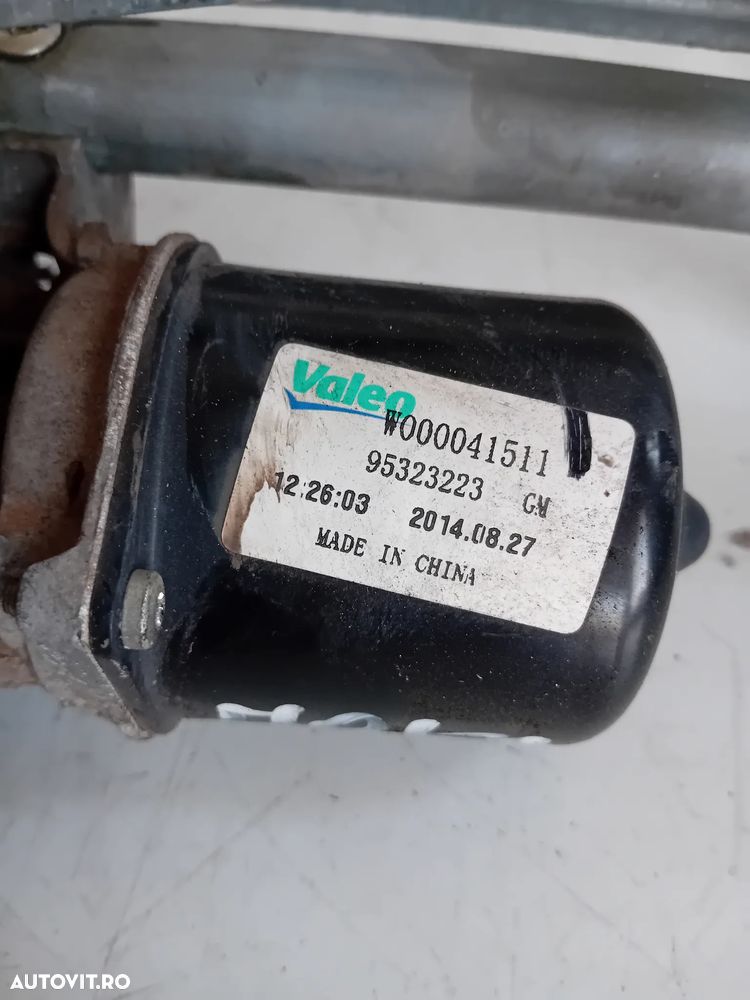 Valeo
W000041511
95323223 GM
12:26:03 2014.08.27
MADE IN CHINA
AUTOVIT.RO